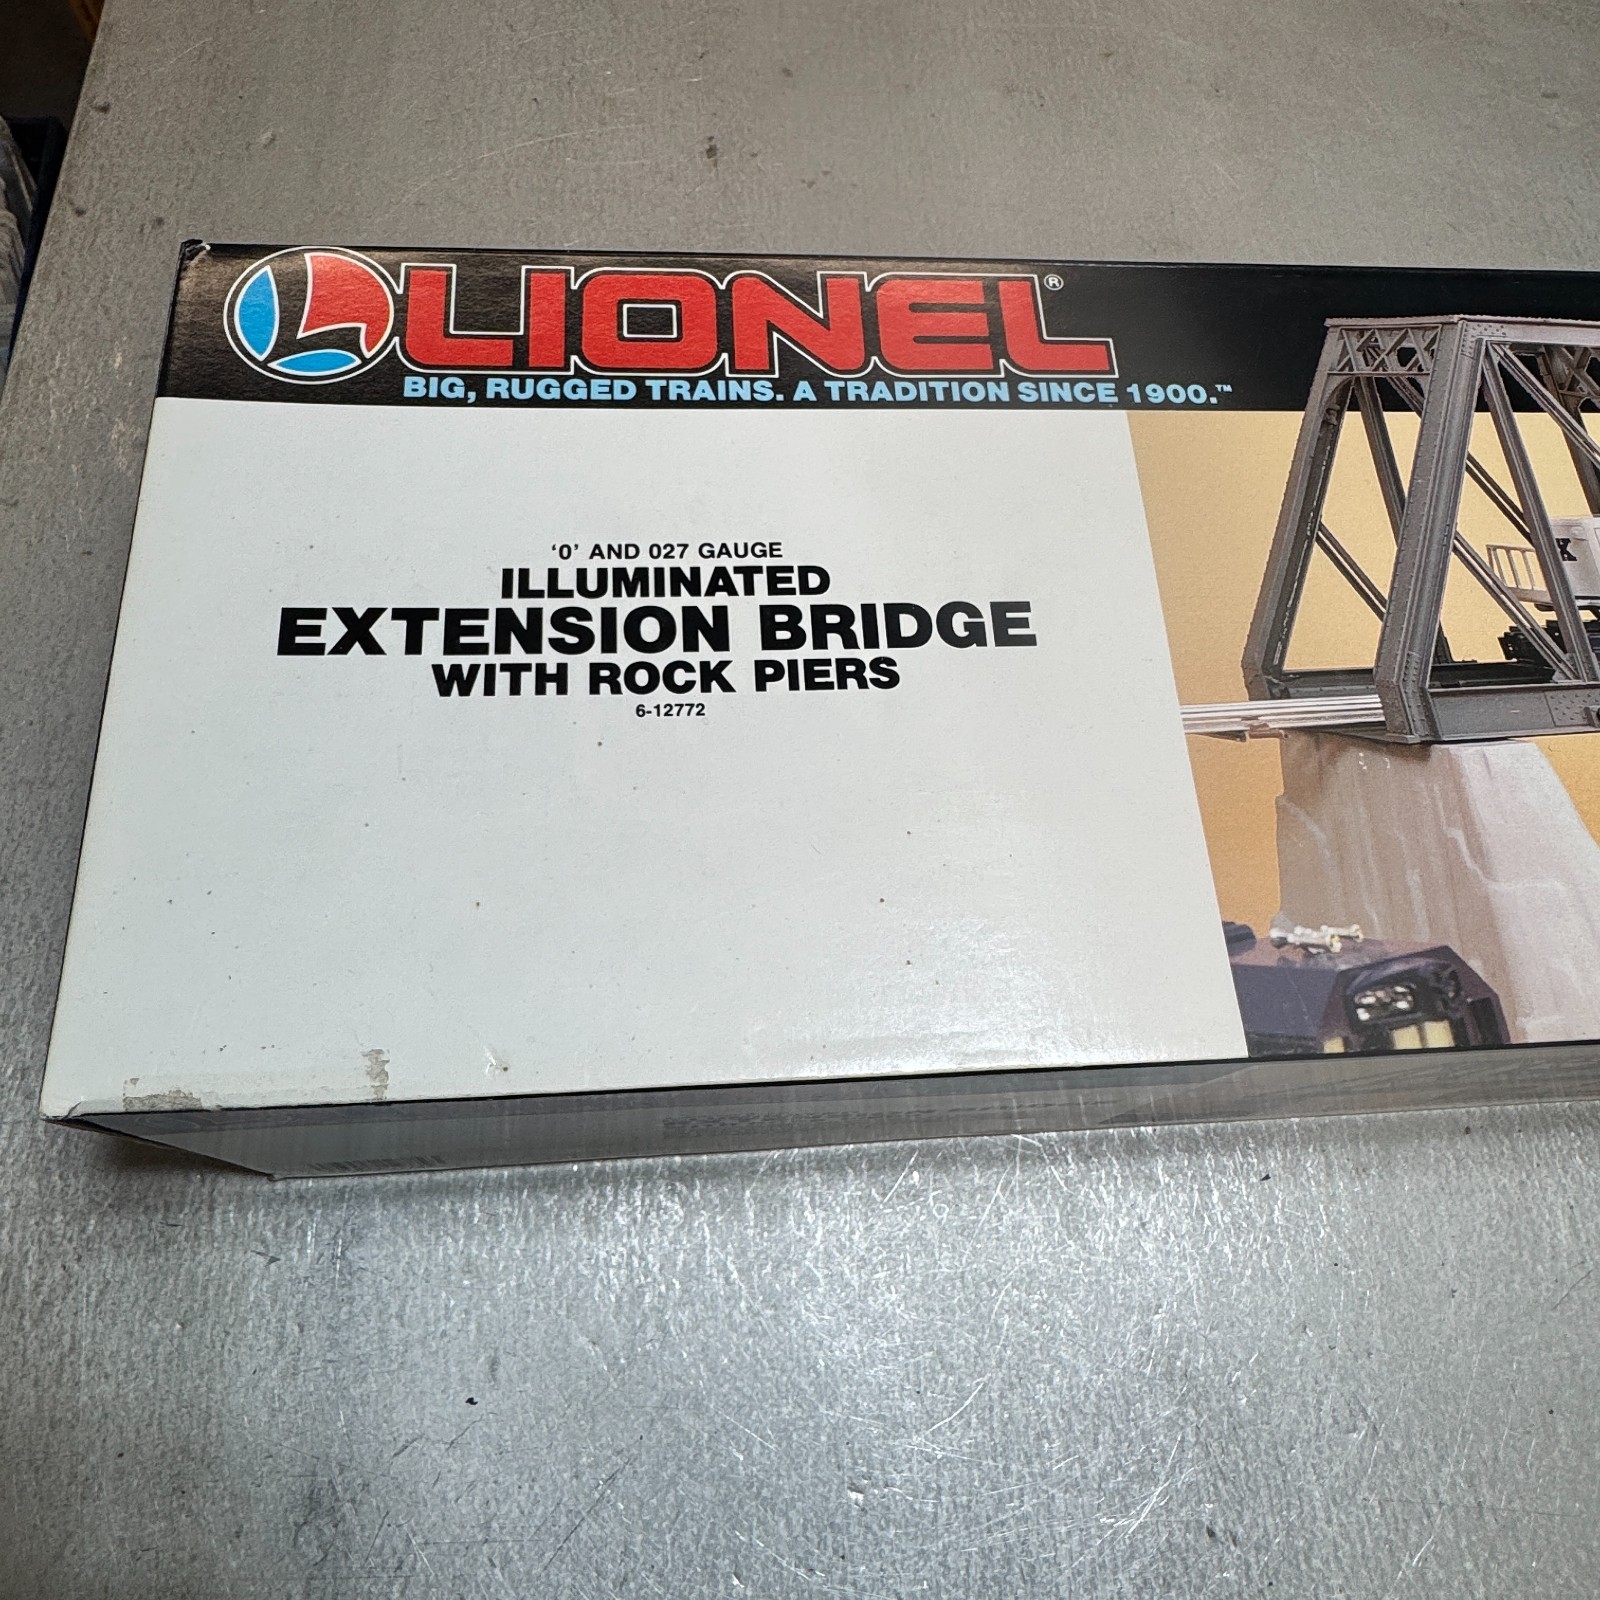 LIONEL®
BIG, RUGGED TRAINS. A TRADITION SINCE 1900.™
'0' AND 027 GAUGE
ILLUMINATED
EXTENSION BRIDGE
WITH ROCK PIERS
6-12772